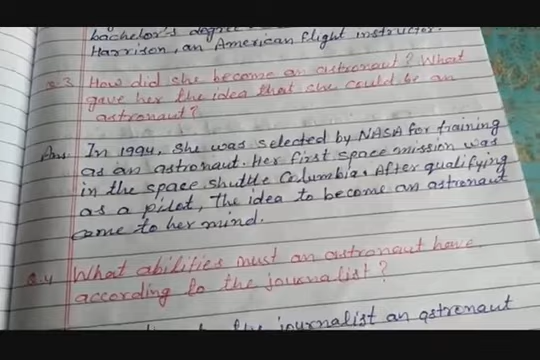 bachelor's degree
Harrison, an American flight instructor.
Q.3 How did she become an astronaut? What
gave her the idea that she could be an
astronaut?
Ans. In 1994, she was selected by NASA for training
as an astronaut. Her first space mission was
in the space shuttle Columbia. After qualifying
as a pilot, the idea to become an astronaut
came to her mind.
Q.4 What abilities must an astronaut have
according to the journalist?
the journalist an astronaut